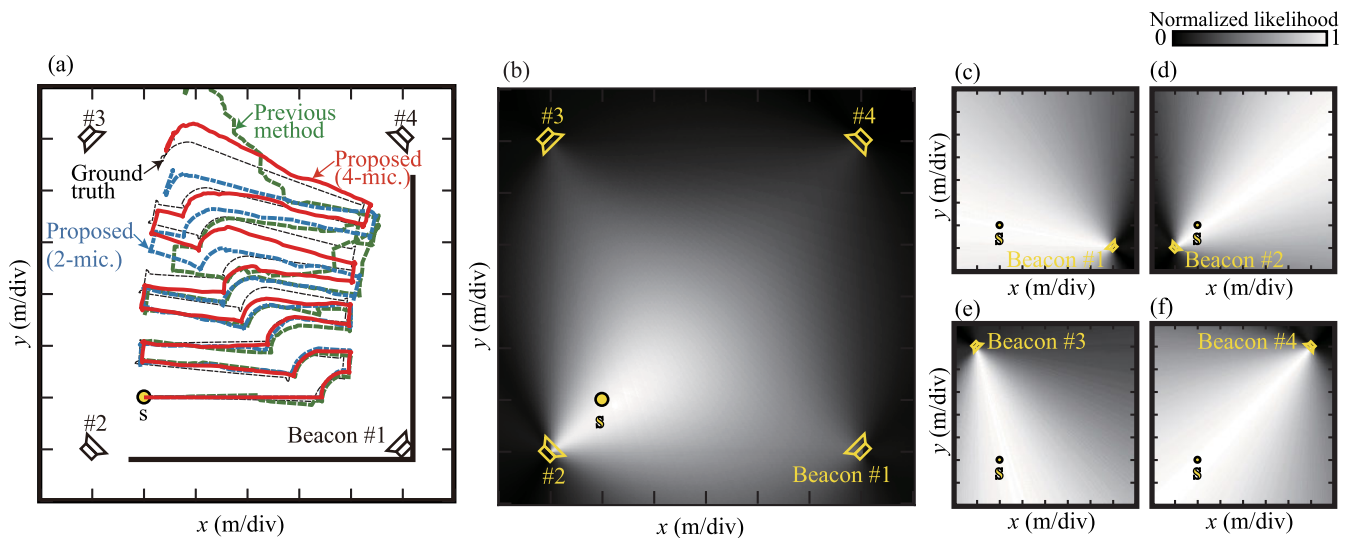 Normalized likelihood
0 1
(a)
#3
#4
Previous
method
Ground
truth
Proposed
(4-mic.)
Proposed
(2-mic.)
s
#2
Beacon #1
y (m/div)
x (m/div)
(b)
#3
#4
s
#2
Beacon #1
y (m/div)
x (m/div)
(c)
s
Beacon #1
y (m/div)
x (m/div)
(d)
s
Beacon #2
x (m/div)
(e)
Beacon #3
s
y (m/div)
x (m/div)
(f)
Beacon #4
s
x (m/div)